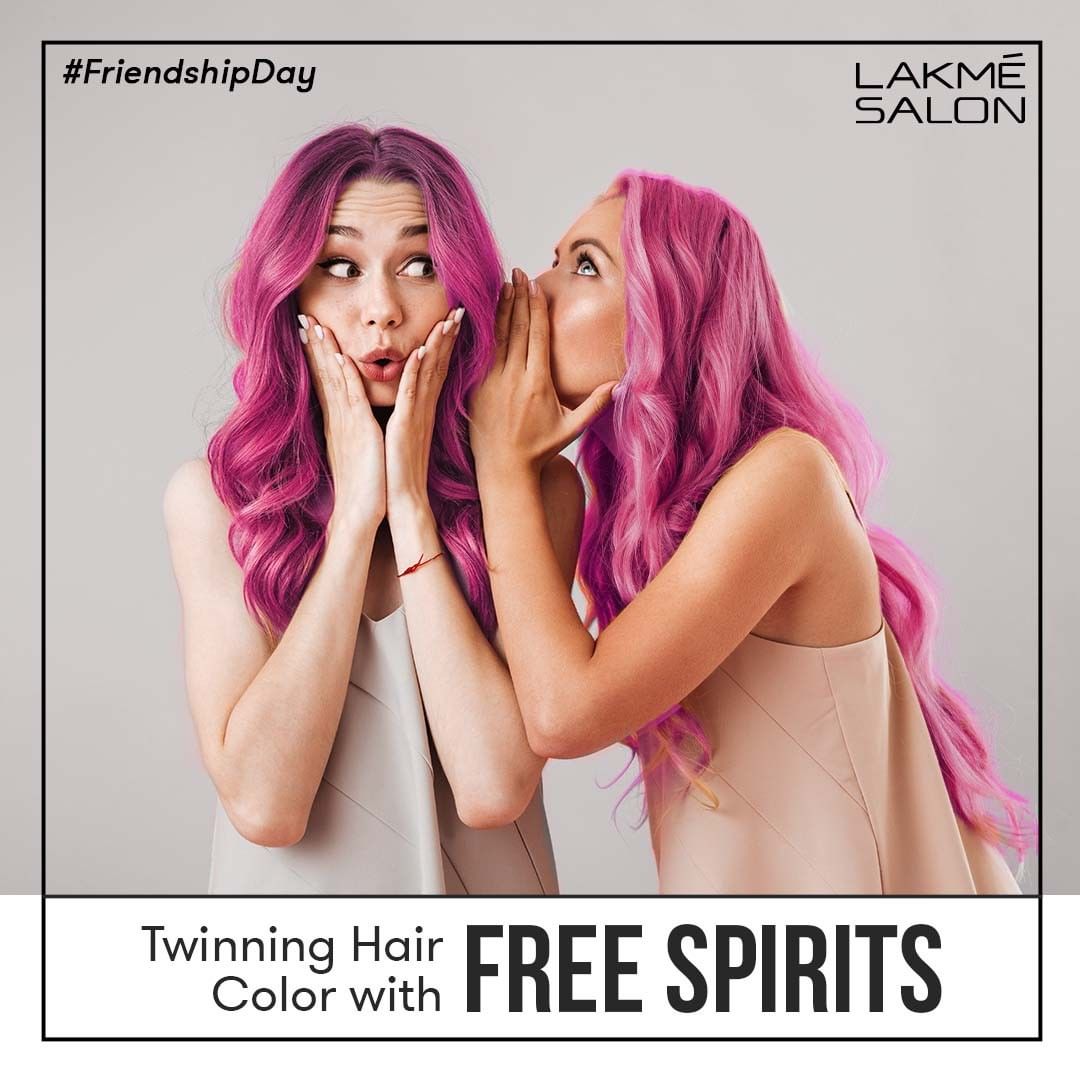 #FriendshipDay
LAKMÉ
SALON
Twinning Hair
Color with
FREE SPIRITS